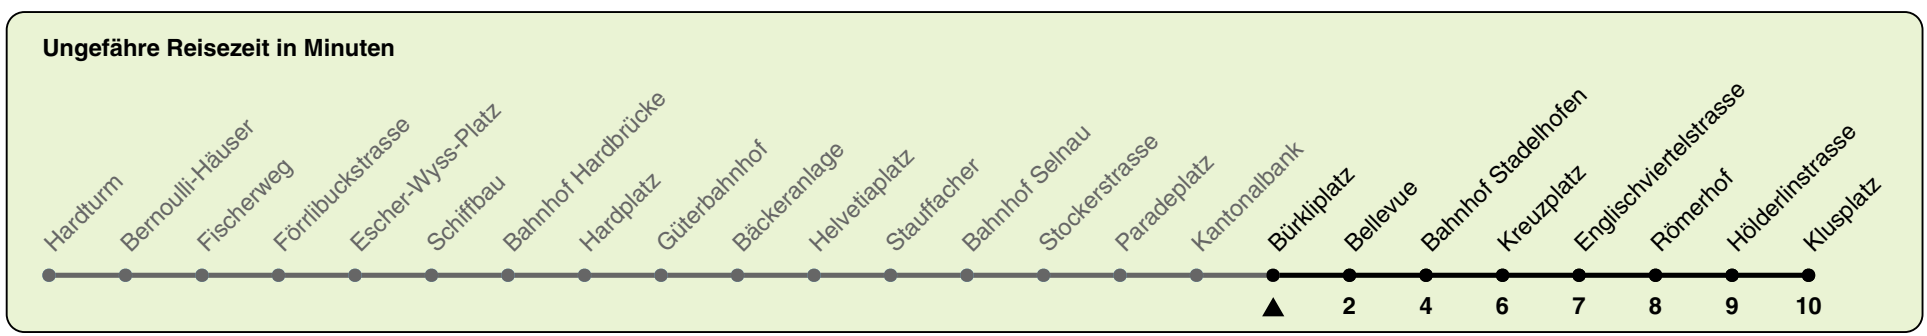 Ungefähre Reisezeit in Minuten
Hardturm
Bernoulli-Häuser
Fischerweg
Förrlibuckstrasse
Escher-Wyss-Platz
Schiffbau
Bahnhof Hardbrücke
Hardplatz
Güterbahnhof
Bäckeranlage
Helvetiaplatz
Stauffacher
Bahnhof Selnau
Stockerstrasse
Paradeplatz
Kantonalbank
Bürkliplatz
Bellevue
Bahnhof Stadelhofen
Kreuzplatz
Englischviertelstrasse
Römerhof
Hölderlinstrasse
Klusplatz
2 4 6 7 8 9 10